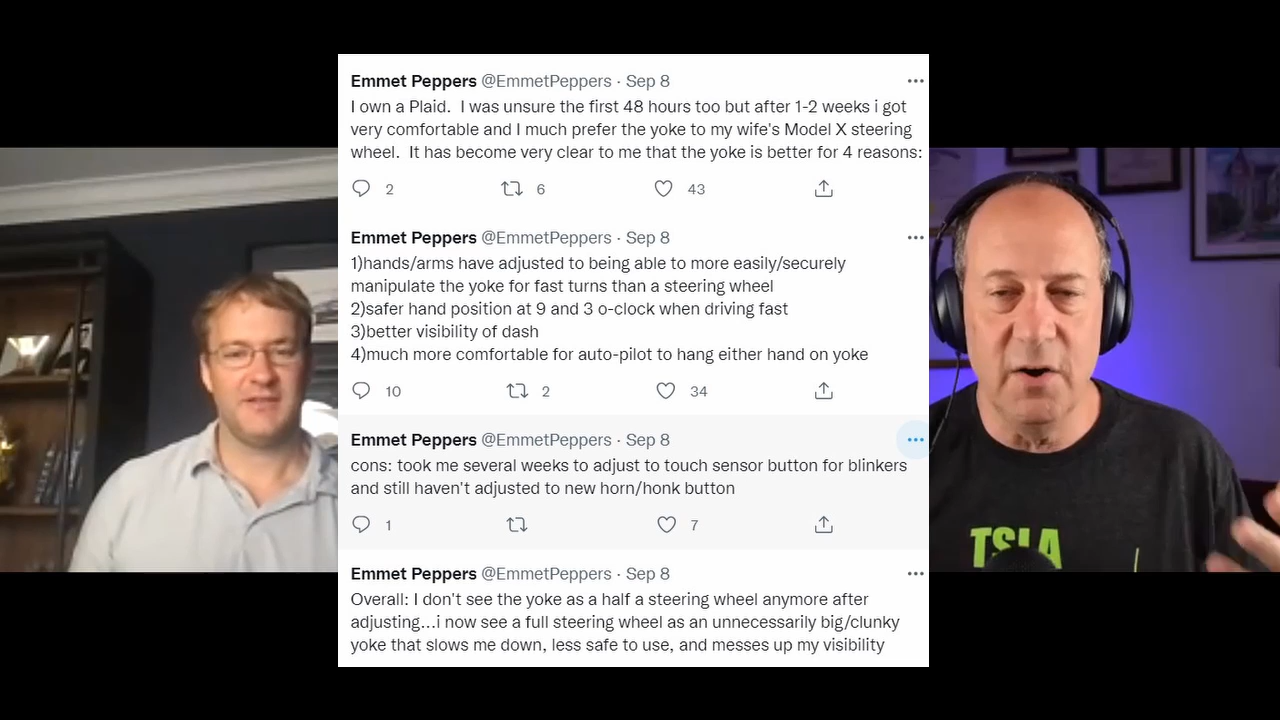 Emmet Peppers @EmmetPeppers · Sep 8
I own a Plaid. I was unsure the first 48 hours too but after 1-2 weeks i got
very comfortable and I much prefer the yoke to my wife's Model X steering
wheel. It has become very clear to me that the yoke is better for 4 reasons:
2 6 43
Emmet Peppers @EmmetPeppers · Sep 8
1)hands/arms have adjusted to being able to more easily/securely
manipulate the yoke for fast turns than a steering wheel
2)safer hand position at 9 and 3 o-clock when driving fast
3)better visibility of dash
4)much more comfortable for auto-pilot to hang either hand on yoke
10 2 34
Emmet Peppers @EmmetPeppers · Sep 8
cons: took me several weeks to adjust to touch sensor button for blinkers
and still haven't adjusted to new horn/honk button
1 7
Emmet Peppers @EmmetPeppers · Sep 8
Overall: I don't see the yoke as a half a steering wheel anymore after
adjusting...i now see a full steering wheel as an unnecessarily big/clunky
yoke that slows me down, less safe to use, and messes up my visibility
TSLA